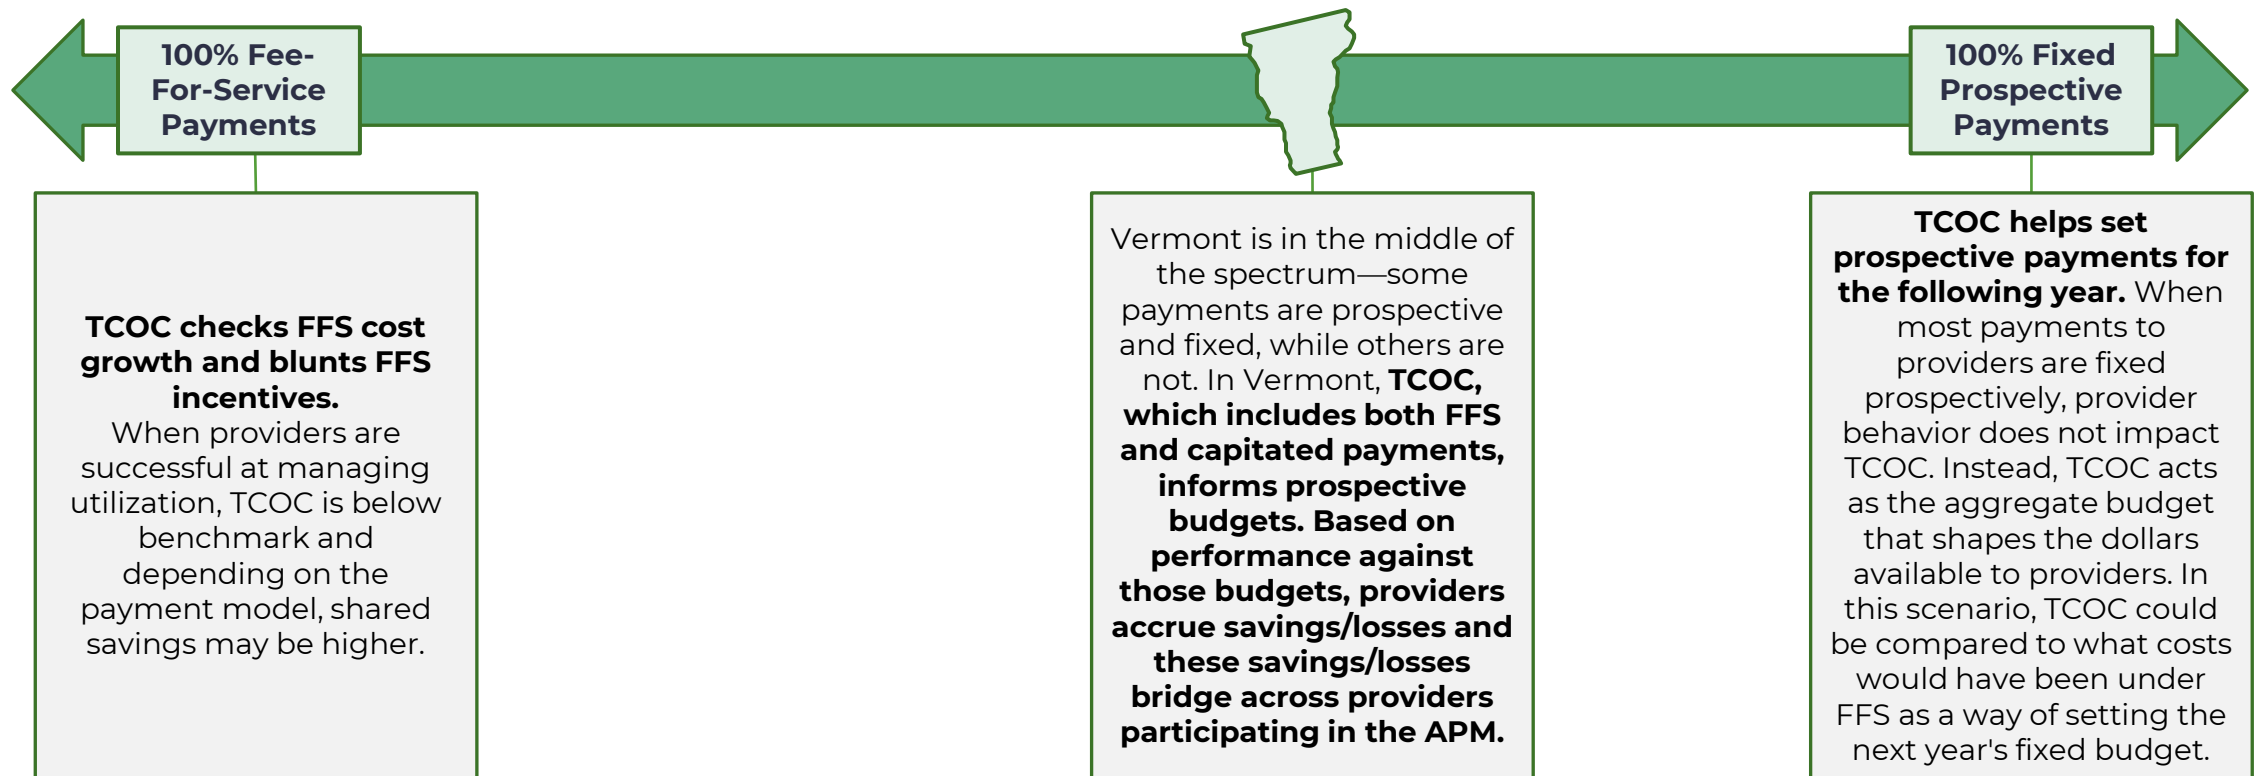 100% Fee-
For-Service
Payments
100% Fixed
Prospective
Payments
TCOC checks FFS cost
growth and blunts FFS
incentives.
When providers are
successful at managing
utilization, TCOC is below
benchmark and
depending on the
payment model, shared
savings may be higher.
Vermont is in the middle of
the spectrum—some
payments are prospective
and fixed, while others are
not. In Vermont, TCOC,
which includes both FFS
and capitated payments,
informs prospective
budgets. Based on
performance against
those budgets, providers
accrue savings/losses and
these savings/losses
bridge across providers
participating in the APM.
TCOC helps set
prospective payments for
the following year. When
most payments to
providers are fixed
prospectively, provider
behavior does not impact
TCOC. Instead, TCOC acts
as the aggregate budget
that shapes the dollars
available to providers. In
this scenario, TCOC could
be compared to what costs
would have been under
FFS as a way of setting the
next year's fixed budget.